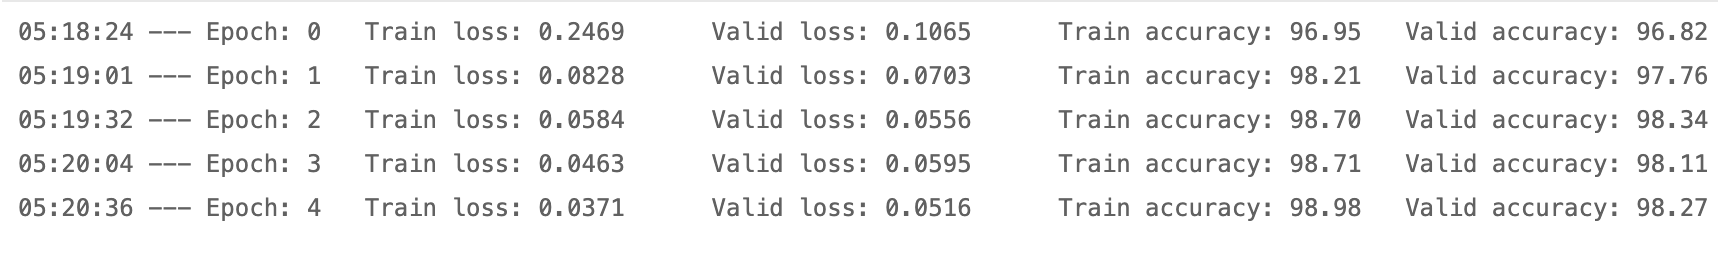 05:18:24 --- Epoch: 0 Train loss: 0.2469 Valid loss: 0.1065 Train accuracy: 96.95 Valid accuracy: 96.82
05:19:01 --- Epoch: 1 Train loss: 0.0828 Valid loss: 0.0703 Train accuracy: 98.21 Valid accuracy: 97.76
05:19:32 --- Epoch: 2 Train loss: 0.0584 Valid loss: 0.0556 Train accuracy: 98.70 Valid accuracy: 98.34
05:20:04 --- Epoch: 3 Train loss: 0.0463 Valid loss: 0.0595 Train accuracy: 98.71 Valid accuracy: 98.11
05:20:36 --- Epoch: 4 Train loss: 0.0371 Valid loss: 0.0516 Train accuracy: 98.98 Valid accuracy: 98.27